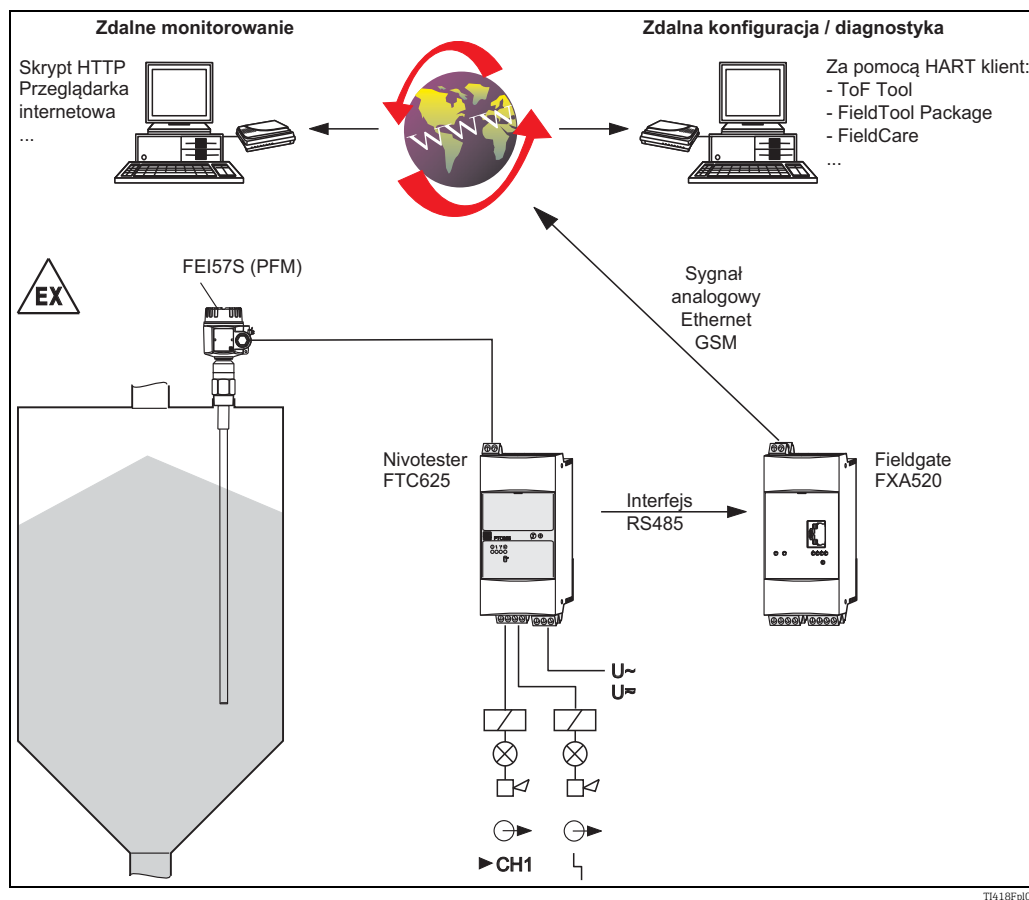 Zdalne monitorowanie
Zdalna konfiguracja / diagnostyka
Skrypt HTTP
Przeglądarka
internetowa
...
WWW
Za pomocą HART klient:
- ToF Tool
- FieldTool Package
- FieldCare
...
EX
FEI57S (PFM)
Sygnał
analogowy
Ethernet
GSM
Nivotester
FTC625
Interfejs
RS485
Fieldgate
FXA520
U~
U
CH1